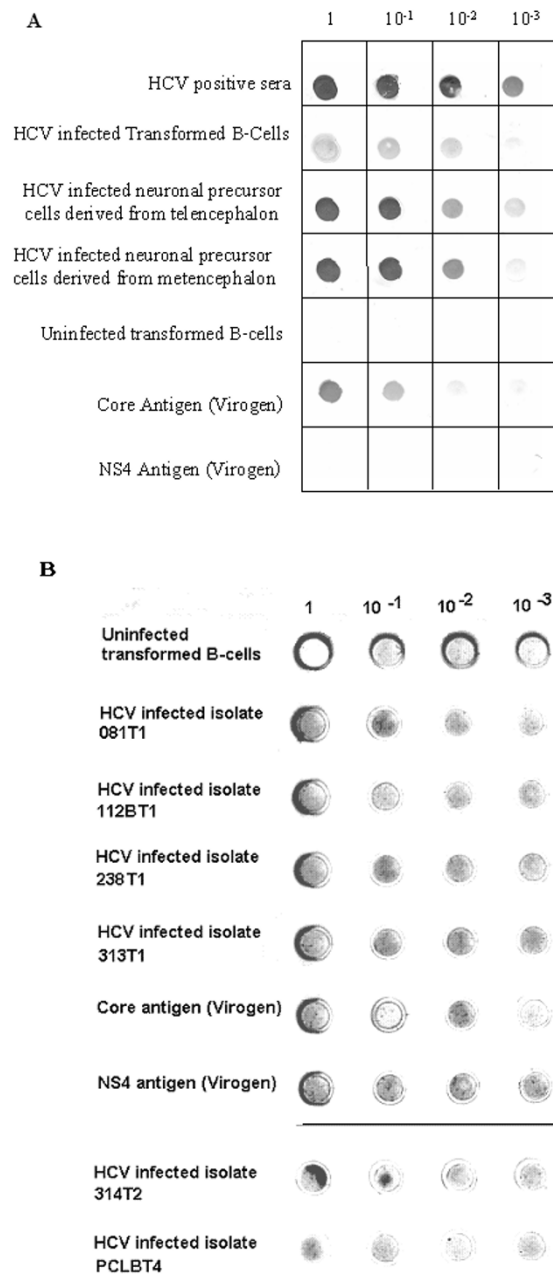 A
1 10-1 10-2 10-3
HCV positive sera
HCV infected Transformed B-Cells
HCV infected neuronal precursor
cells derived from telencephalon
HCV infected neuronal precursor
cells derived from metencephalon
Uninfected transformed B-cells
Core Antigen (Virogen)
NS4 Antigen (Virogen)
B
1 10-1 10-2 10-3
Uninfected
transformed B-cells
HCV infected isolate
081T1
HCV infected isolate
112BT1
HCV infected isolate
238T1
HCV infected isolate
313T1
Core antigen (Virogen)
NS4 antigen (Virogen)
HCV infected isolate
314T2
HCV infected isolate
PCLBT4